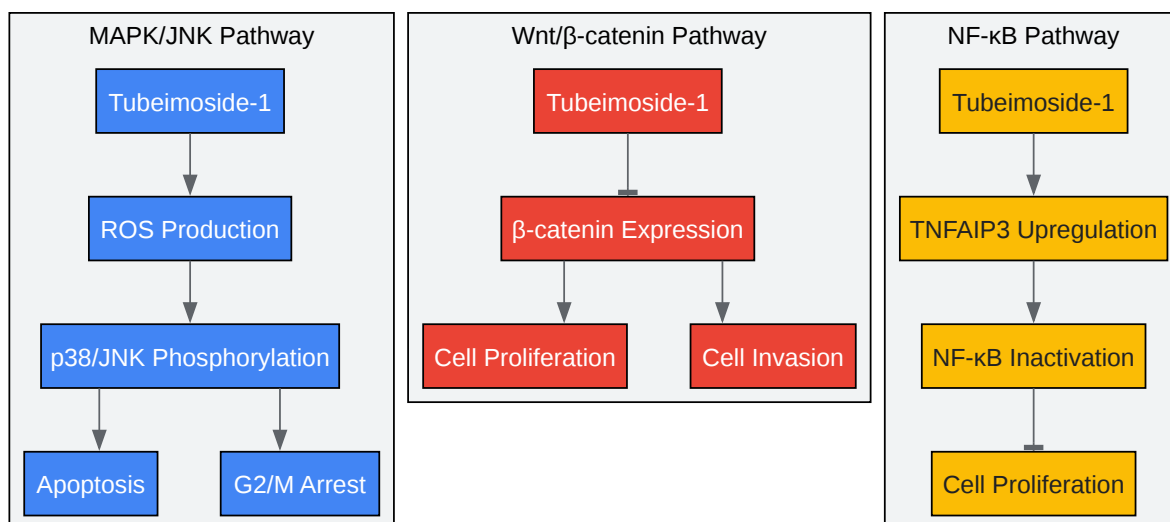 MAPK/JNK Pathway
Tubeimoside-1
ROS Production
p38/JNK Phosphorylation
Apoptosis
G2/M Arrest
Wnt/β-catenin Pathway
Tubeimoside-1
β-catenin Expression
Cell Proliferation
Cell Invasion
NF-κB Pathway
Tubeimoside-1
TNFAIP3 Upregulation
NF-κB Inactivation
Cell Proliferation